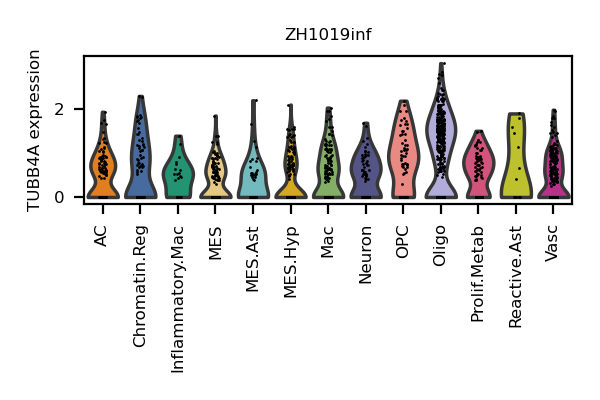 ZH1019inf
TUBB4A expression
2
0
AC
Chromatin.Reg
Inflammatory.Mac
MES
MES.Ast
MES.Hyp
Mac
Neuron
OPC
Oligo
Prolif.Metab
Reactive.Ast
Vasc